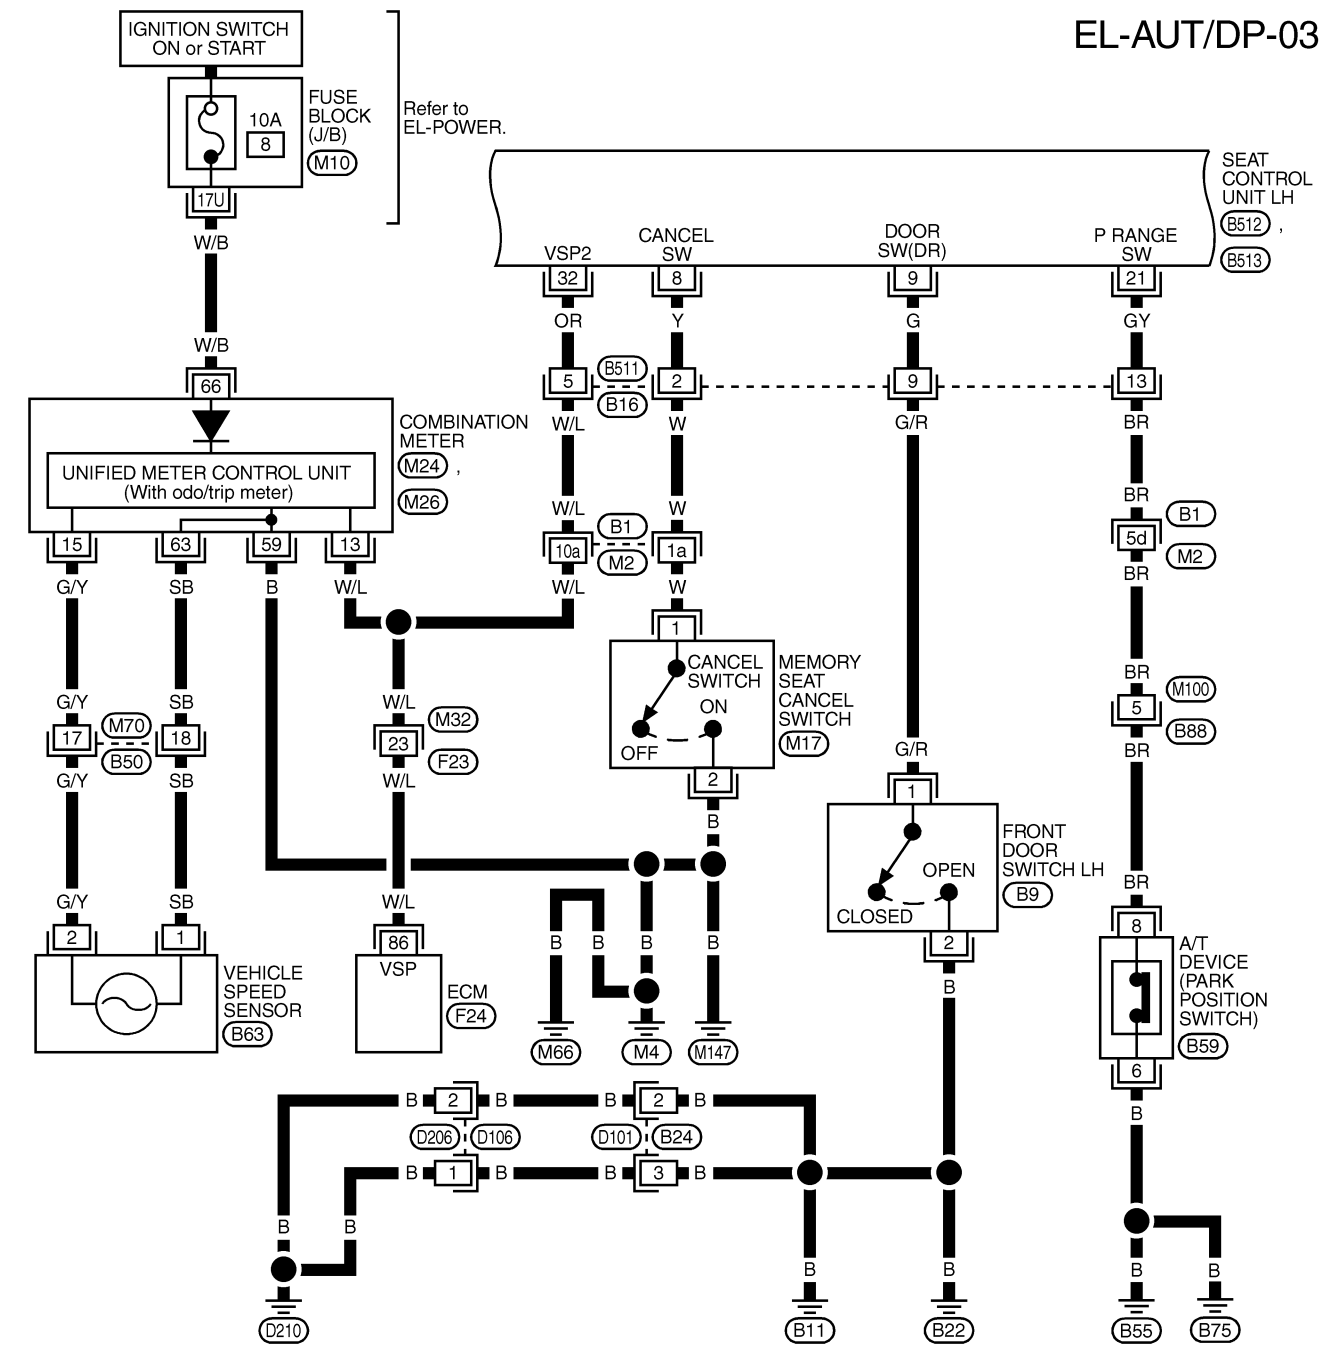 EL-AUT/DP-03
IGNITION SWITCH
ON or START
FUSE
BLOCK
(J/B)
M10
10A
8
Refer to
EL-POWER.
17U
W/B
W/B
66
SEAT
CONTROL
UNIT LH
B512 ,
B513
VSP2
CANCEL
SW
DOOR
SW(DR)
P RANGE
SW
32
8
9
21
OR
Y
G
GY
5
B511
B16
2
9
13
W/L
W
G/R
BR
COMBINATION
METER
M24 ,
M26
UNIFIED METER CONTROL UNIT
(With odo/trip meter)
15
63
59
13
G/Y
SB
B
W/L
W/L
W
BR
10a
B1
M2
1a
5d
B1
M2
W/L
W
BR
1
CANCEL
SWITCH
ON
OFF
MEMORY
SEAT
CANCEL
SWITCH
M17
2
B
G/Y
SB
W/L
17
M70
B50
18
23
M32
F23
G/Y
SB
W/L
BR
5
M100
B88
BR
G/R
1
OPEN
CLOSED
FRONT
DOOR
SWITCH LH
B9
2
B
G/Y
SB
W/L
BR
2
1
86
VSP
8
VEHICLE
SPEED
SENSOR
B63
ECM
F24
B
B
B
B
M66
M4
M147
A/T
DEVICE
(PARK
POSITION
SWITCH)
B59
6
B
B
2
B
B
2
B
D206
D106
D101
B24
B
1
B
B
3
B
B
B
B
B
B
B
D210
B11
B22
B55
B75